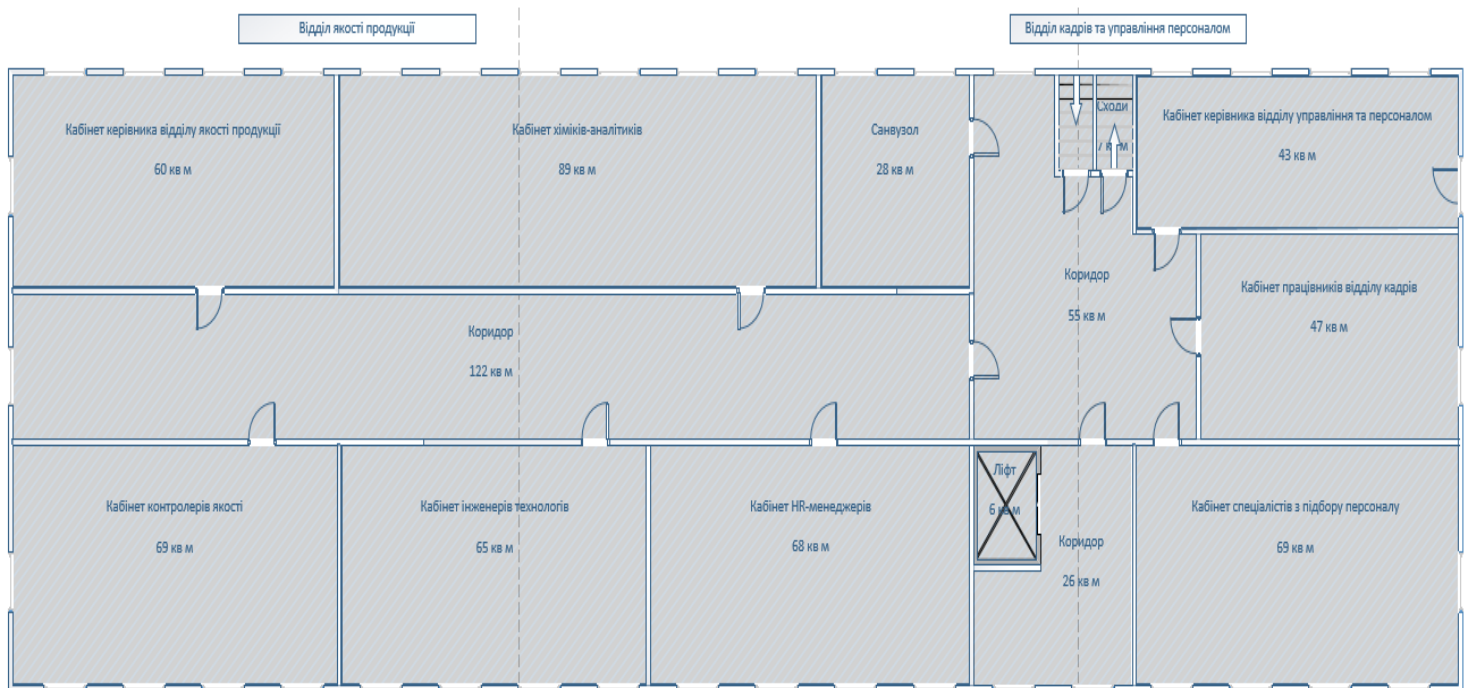 Відділ якості продукції
Відділ кадрів та управління персоналом
Кабінет керівника відділу якості продукції
60 кв м
Кабінет хіміків-аналітиків
89 кв м
Санвузол
28 кв м
Сходи
7 кв м
Кабінет керівника відділу управління та персоналом
43 кв м
Коридор
55 кв м
Кабінет працівників відділу кадрів
47 кв м
Коридор
122 кв м
Кабінет контролерів якості
69 кв м
Кабінет інженерів технологів
65 кв м
Кабінет HR-менеджерів
68 кв м
Ліфт
6 кв м
Коридор
26 кв м
Кабінет спеціалістів з підбору персоналу
69 кв м